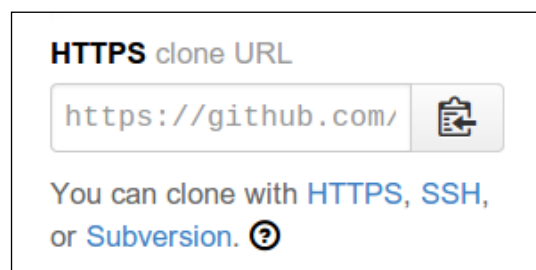 HTTPS clone URL
https://github.com/
You can clone with HTTPS, SSH,
or Subversion.